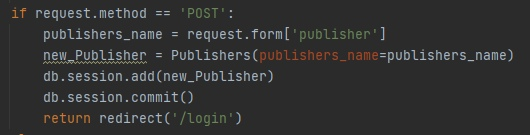 if request.method == 'POST':
    publishers_name = request.form['publisher']
    new_Publisher = Publishers(publishers_name=publishers_name)
    db.session.add(new_Publisher)
    db.session.commit()
    return redirect('/login')